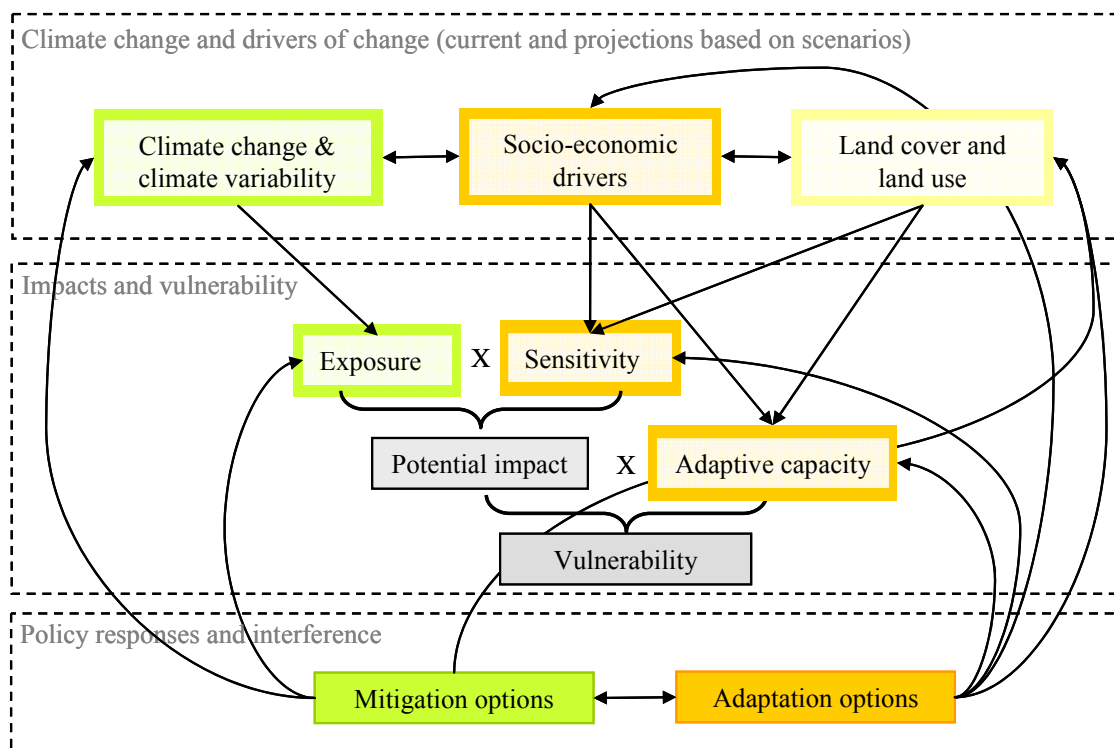 Climate change and drivers of change (current and projections based on scenarios)
Climate change &
climate variability
Socio-economic
drivers
Land cover and
land use
Impacts and vulnerability
Exposure
X
Sensitivity
Potential impact
X
Adaptive capacity
Vulnerability
Policy responses and interference
Mitigation options
Adaptation options